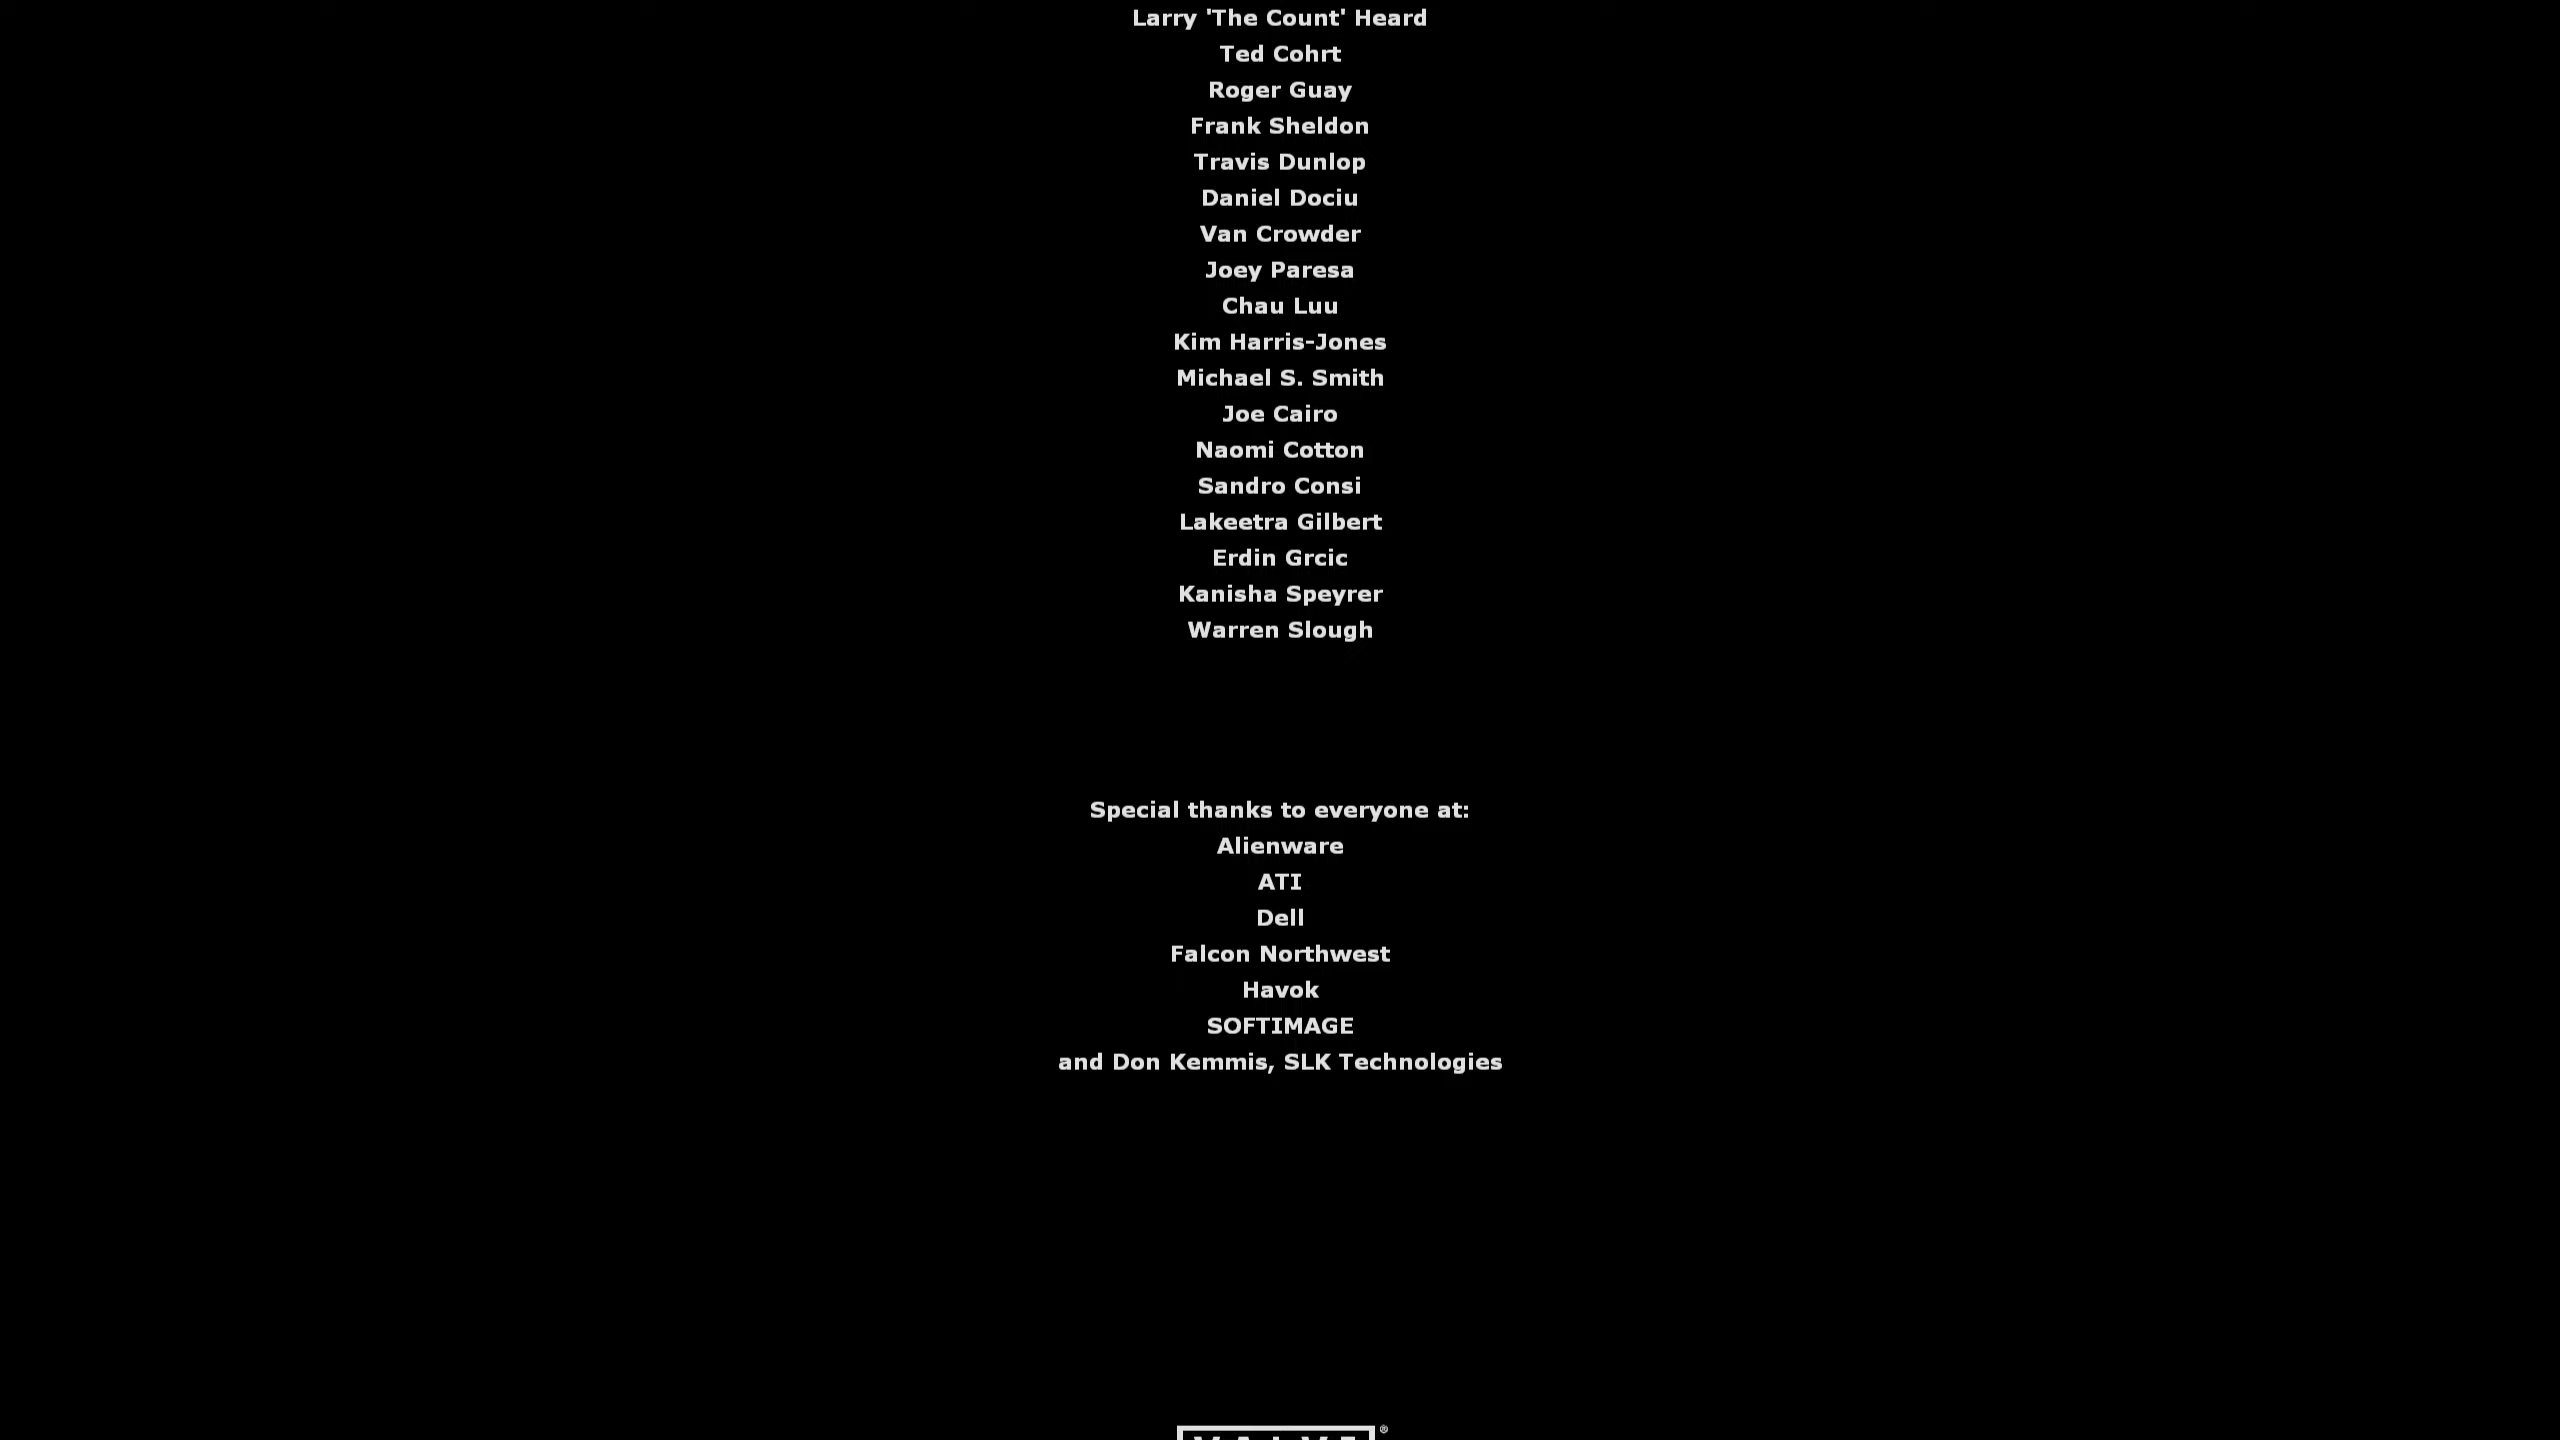 Larry 'The Count' Heard
Ted Cohrt
Roger Guay
Frank Sheldon
Travis Dunlop
Daniel Dociu
Van Crowder
Joey Paresa
Chau Luu
Kim Harris-Jones
Michael S. Smith
Joe Cairo
Naomi Cotton
Sandro Consi
Lakeetra Gilbert
Erdin Grcic
Kanisha Speyrer
Warren Slough
Special thanks to everyone at:
Alienware
ATI
Dell
Falcon Northwest
Havok
SOFTIMAGE
and Don Kemmis, SLK Technologies
VALVE®